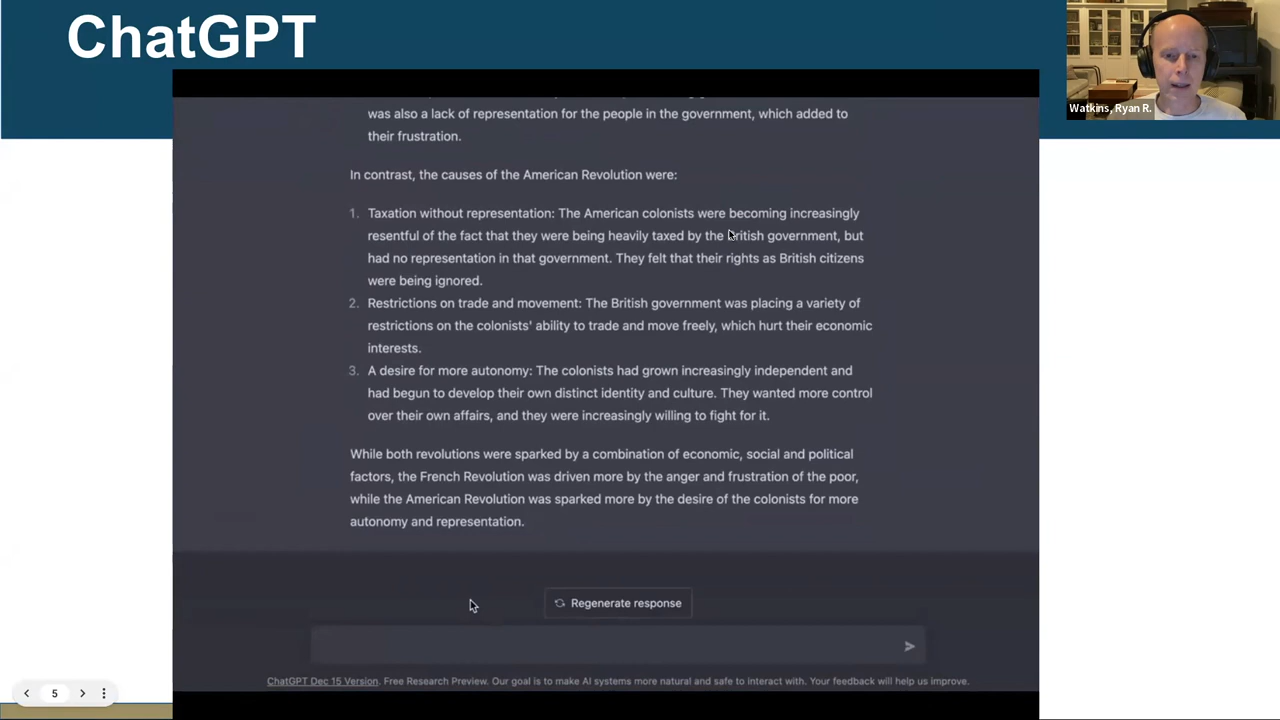 ChatGPT
Watkins, Ryan R.
was also a lack of representation for the people in the government, which added to
their frustration.
In contrast, the causes of the American Revolution were:
1. Taxation without representation: The American colonists were becoming increasingly
resentful of the fact that they were being heavily taxed by the British government, but
had no representation in that government. They felt that their rights as British citizens
were being ignored.
2. Restrictions on trade and movement: The British government was placing a variety of
restrictions on the colonists' ability to trade and move freely, which hurt their economic
interests.
3. A desire for more autonomy: The colonists had grown increasingly independent and
had begun to develop their own distinct identity and culture. They wanted more control
over their own affairs, and they were increasingly willing to fight for it.
While both revolutions were sparked by a combination of economic, social and political
factors, the French Revolution was driven more by the anger and frustration of the poor,
while the American Revolution was sparked more by the desire of the colonists for more
autonomy and representation.
Regenerate response
ChatGPT Dec 15 Version. Free Research Preview. Our goal is to make AI systems more natural and safe to interact with. Your feedback will help us improve.
5